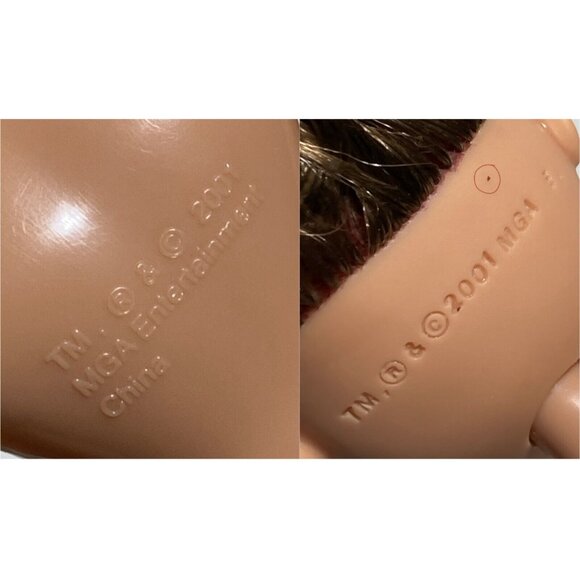 TM, ® & © 2001
MGA Entertainment
China
TM, ® & © 2001 MGA